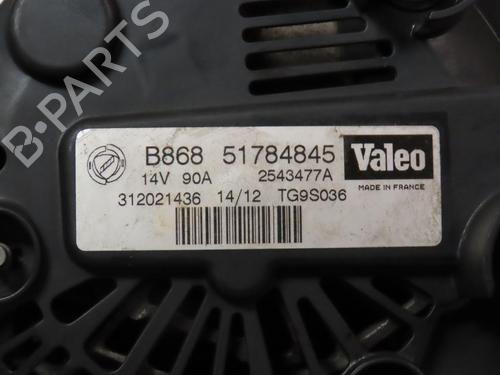 B-PARTS
B868 51784845
14V 90A 2543477A
312021436 14/12 TG9S036
Valeo
MADE IN FRANCE